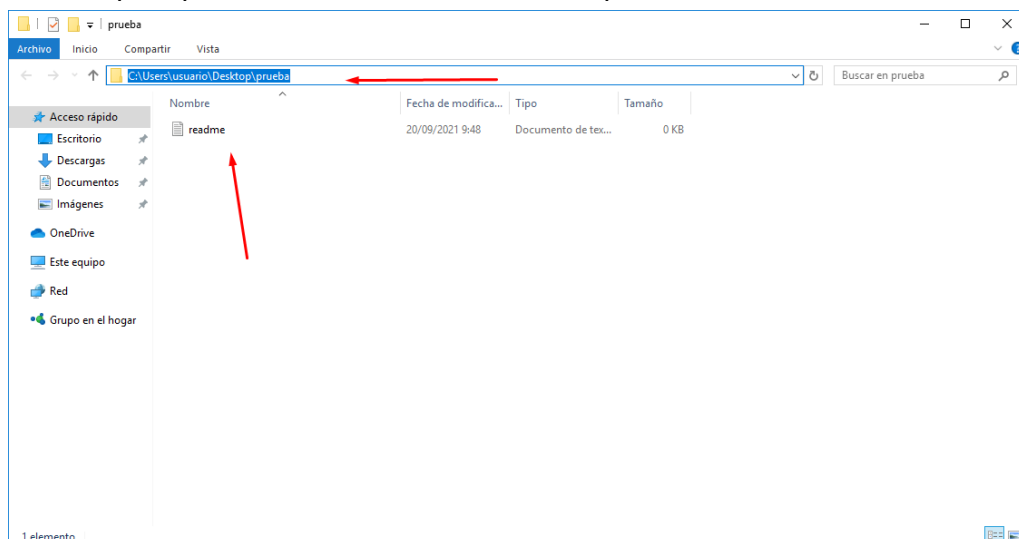 prueba
Archivo Inicio Compartir Vista
C:\Users\usuario\Desktop\prueba
Buscar en prueba
Nombre Fecha de modifica... Tipo Tamaño
readme 20/09/2021 9:48 Documento de tex... 0 KB
Acceso rápido
Escritorio
Descargas
Documentos
Imágenes
OneDrive
Este equipo
Red
Grupo en el hogar
1 elemento